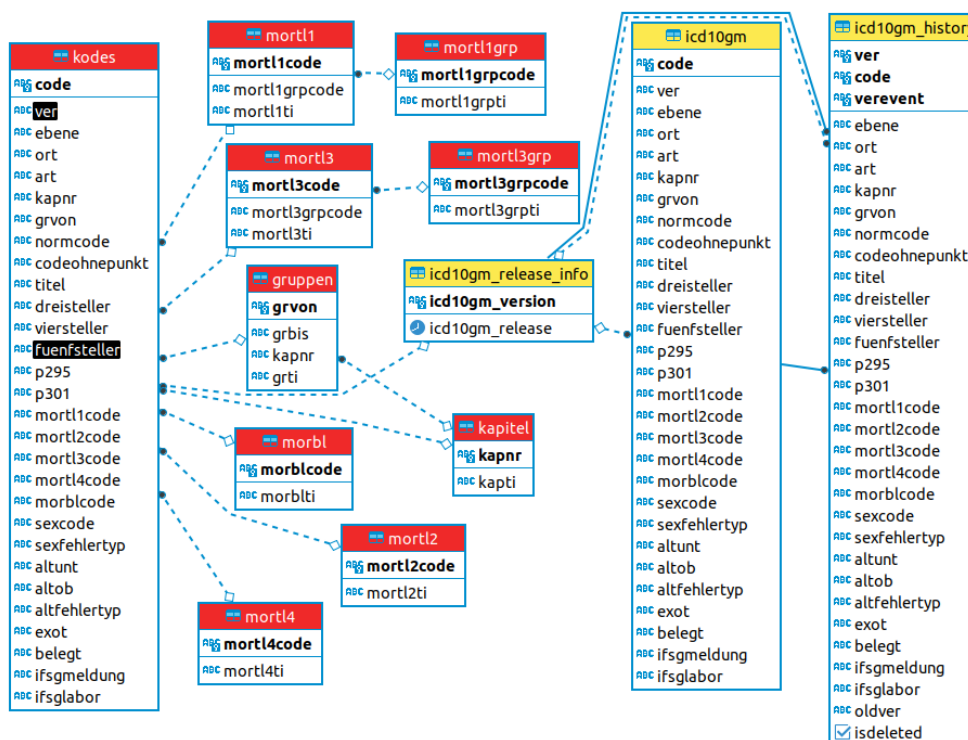 kodes
code
ver
ebene
ort
art
kapnr
grvon
normcode
codeohnepunkt
titel
dreisteller
viersteller
fuenfsteller
p295
p301
mortl1code
mortl2code
mortl3code
mortl4code
morblcode
sexcode
sexfehlertyp
altunt
altob
altfehlertyp
exot
belegt
ifsgmeldung
ifsglabor
mortl1
mortl1code
mortl1grpcode
mortl1ti
mortl1grp
mortl1grpcode
mortl1grpti
mortl3
mortl3code
mortl3grpcode
mortl3ti
mortl3grp
mortl3grpcode
mortl3grpti
gruppen
grvon
grbis
kapnr
grti
icd10gm_release_info
icd10gm_version
icd10gm_release
kapitel
kapnr
kapti
morbl
morblcode
morblti
mortl2
mortl2code
mortl2ti
mortl4
mortl4code
mortl4ti
icd10gm
code
ver
ebene
ort
art
kapnr
grvon
normcode
codeohnepunkt
titel
dreisteller
viersteller
fuenfsteller
p295
p301
mortl1code
mortl2code
mortl3code
mortl4code
morblcode
sexcode
sexfehlertyp
altunt
altob
altfehlertyp
exot
belegt
ifsgmeldung
ifsglabor
icd10gm_history
ver
code
verevent
ebene
ort
art
kapnr
grvon
normcode
codeohnepunkt
titel
dreisteller
viersteller
fuenfsteller
p295
p301
mortl1code
mortl2code
mortl3code
mortl4code
morblcode
sexcode
sexfehlertyp
altunt
altob
altfehlertyp
exot
belegt
ifsgmeldung
ifsglabor
oldver
isdeleted